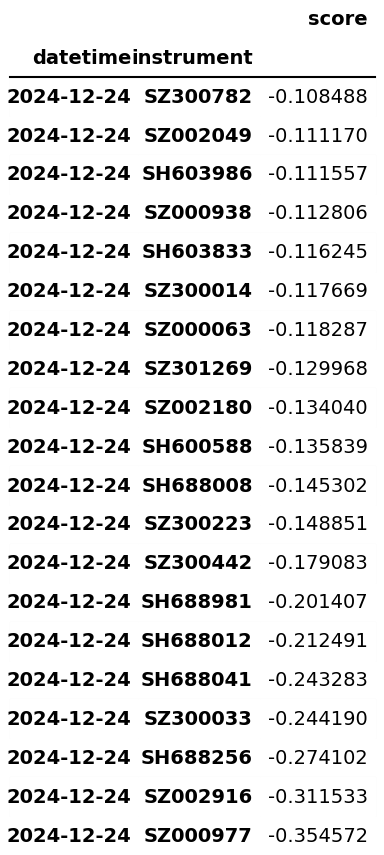 score
datetime instrument
2024-12-24 SZ300782 -0.108488
2024-12-24 SZ002049 -0.111170
2024-12-24 SH603986 -0.111557
2024-12-24 SZ000938 -0.112806
2024-12-24 SH603833 -0.116245
2024-12-24 SZ300014 -0.117669
2024-12-24 SZ000063 -0.118287
2024-12-24 SZ301269 -0.129968
2024-12-24 SZ002180 -0.134040
2024-12-24 SH600588 -0.135839
2024-12-24 SH688008 -0.145302
2024-12-24 SZ300223 -0.148851
2024-12-24 SZ300442 -0.179083
2024-12-24 SH688981 -0.201407
2024-12-24 SH688012 -0.212491
2024-12-24 SH688041 -0.243283
2024-12-24 SZ300033 -0.244190
2024-12-24 SH688256 -0.274102
2024-12-24 SZ002916 -0.311533
2024-12-24 SZ000977 -0.354572